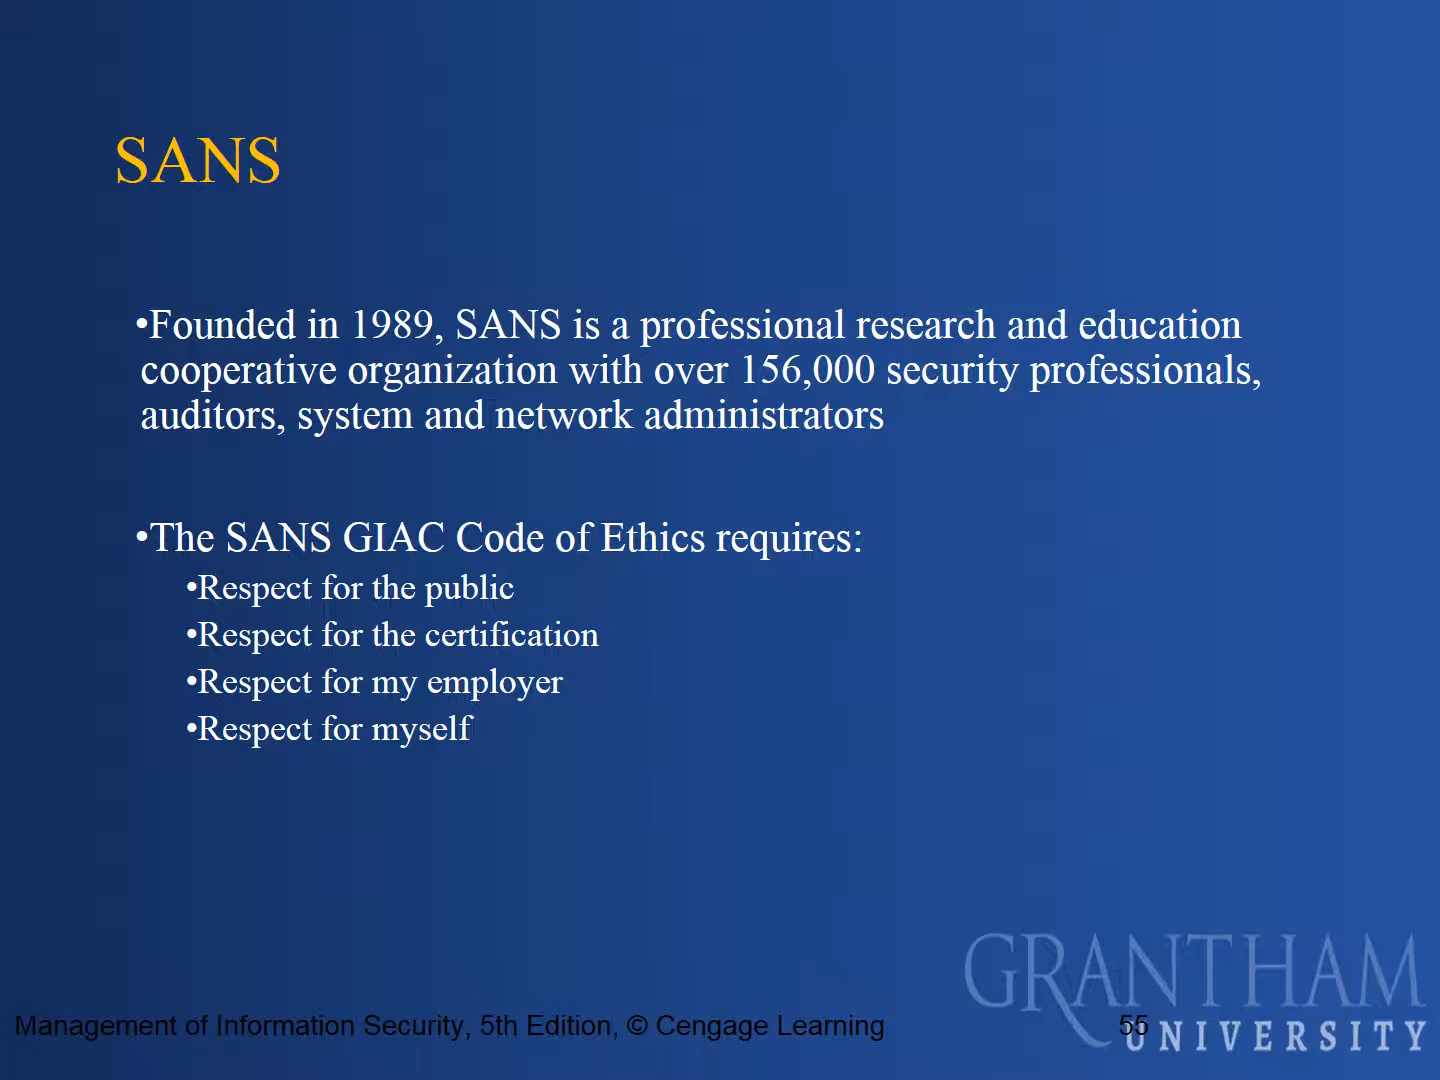 SANS
•Founded in 1989, SANS is a professional research and education
cooperative organization with over 156,000 security professionals,
auditors, system and network administrators
•The SANS GIAC Code of Ethics requires:
•Respect for the public
•Respect for the certification
•Respect for my employer
•Respect for myself
GRANTHAM
UNIVERSITY
Management of Information Security, 5th Edition, © Cengage Learning
55